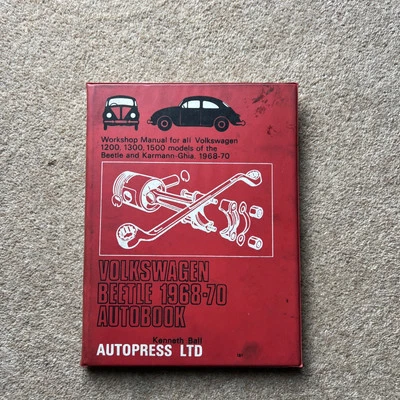 Workshop Manual for all Volkswagen
1200, 1300, 1500 models of the
Beetle and Karmann-Ghia. 1968-70
VOLKSWAGEN
BEETLE 1968-70
AUTOBOOK
Kenneth Ball
AUTOPRESS LTD